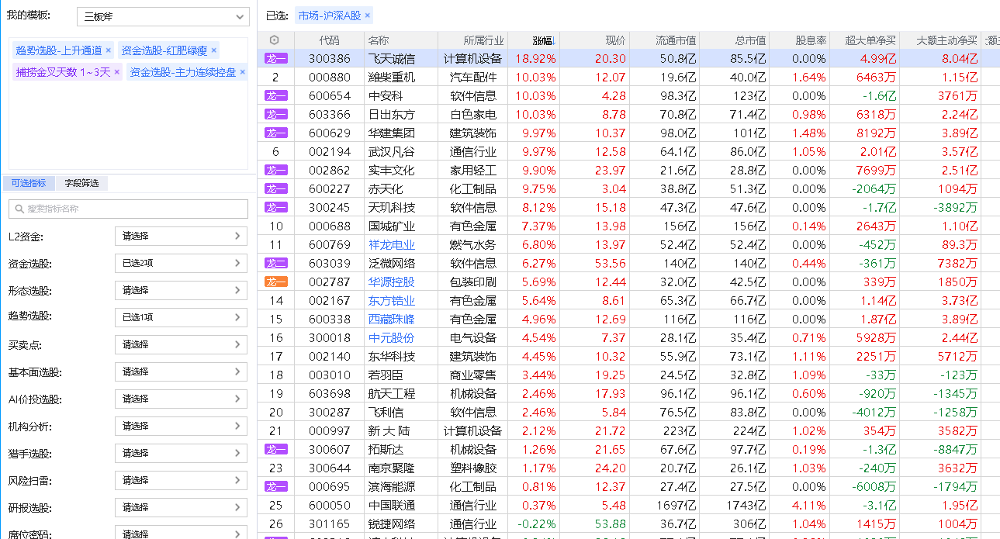 我的模板: 三板斧
趋势选股-上升通道 × 资金选股-红肥绿瘦 ×
捕捞金叉天数 1~3天 × 资金选股-主力连续控盘 ×
可选指标 字段筛选
搜索指标名称
L2资金: 请选择
资金选股: 已选2项
形态选股: 请选择
趋势选股: 已选1项
买卖点: 请选择
基本面选股: 请选择
AI价投选股: 请选择
机构分析: 请选择
猎手选股: 请选择
风险扫雷: 请选择
研报选股: 请选择
席位密码: 请选择
已选: 市场-沪深A股 ×
代码 名称 所属行业 涨幅↓ 现价 流通市值 总市值 股息率 超大单净买 大额主动净买
龙一 300386 飞天诚信 计算机设备 18.92% 20.30 50.8亿 85.5亿 0.00% 4.99亿 8.04亿
2 000880 潍柴重机 汽车配件 10.03% 12.07 19.6亿 40.0亿 1.64% 6463万 1.15亿
龙一 600654 中安科 软件信息 10.03% 4.28 98.3亿 123亿 0.00% -1.6亿 3761万
龙一 603366 日出东方 白色家电 10.03% 8.78 70.8亿 71.4亿 0.98% 6318万 2.24亿
龙一 600629 华建集团 建筑装饰 9.97% 10.37 98.0亿 101亿 1.48% 8192万 3.89亿
6 002194 武汉凡谷 通信行业 9.97% 12.58 64.1亿 86.0亿 1.05% 2.01亿 3.57亿
龙一 002862 实丰文化 家用轻工 9.90% 23.97 21.6亿 28.8亿 0.00% 7699万 2.51亿
龙一 600227 赤天化 化工制品 9.75% 3.04 38.8亿 51.3亿 0.00% -2064万 1094万
龙一 300245 天玑科技 软件信息 8.12% 15.18 47.3亿 47.6亿 0.00% -1.7亿 -3892万
10 000688 国城矿业 有色金属 7.37% 13.98 156亿 156亿 0.14% 2643万 1.10亿
11 600769 祥龙电业 燃气水务 6.80% 13.97 52.4亿 52.4亿 0.00% -452万 89.3万
龙二 603039 泛微网络 软件信息 6.27% 53.56 140亿 140亿 0.44% -361万 7382万
龙一 002787 华源控股 包装印刷 5.69% 12.44 32.0亿 42.5亿 0.00% 339万 1850万
14 002167 东方锆业 有色金属 5.64% 8.61 65.3亿 66.7亿 0.00% 1.14亿 3.73亿
15 600338 西藏珠峰 有色金属 4.96% 12.69 116亿 116亿 0.00% 1.87亿 3.89亿
16 300018 中元股份 电气设备 4.54% 7.37 28.1亿 35.4亿 0.71% 5928万 2.44亿
17 002140 东华科技 建筑装饰 4.45% 10.32 55.9亿 73.1亿 1.11% 2251万 5712万
18 003010 若羽臣 商业零售 3.44% 19.25 24.5亿 32.8亿 1.09% -33万 -123万
19 603698 航天工程 机械设备 2.46% 17.93 96.1亿 96.1亿 0.60% -920万 -1345万
20 300287 飞利信 软件信息 2.46% 5.84 76.5亿 83.8亿 0.00% -4012万 -1258万
21 000997 新 大 陆 计算机设备 2.12% 21.72 223亿 224亿 1.02% 354万 3582万
龙一 300607 拓斯达 机械设备 1.26% 21.65 67.6亿 97.7亿 0.19% -1.3亿 -8847万
23 300644 南京聚隆 塑料橡胶 1.17% 24.20 20.7亿 26.1亿 1.03% -240万 3632万
龙一 000695 滨海能源 化工制品 0.81% 12.37 27.4亿 27.5亿 0.00% -6008万 -1794万
25 600050 中国联通 通信行业 0.37% 5.48 1697亿 1743亿 4.11% -3.1亿 1.95亿
26 301165 锐捷网络 通信行业 -0.22% 53.88 36.7亿 306亿 1.04% 1415万 1004万